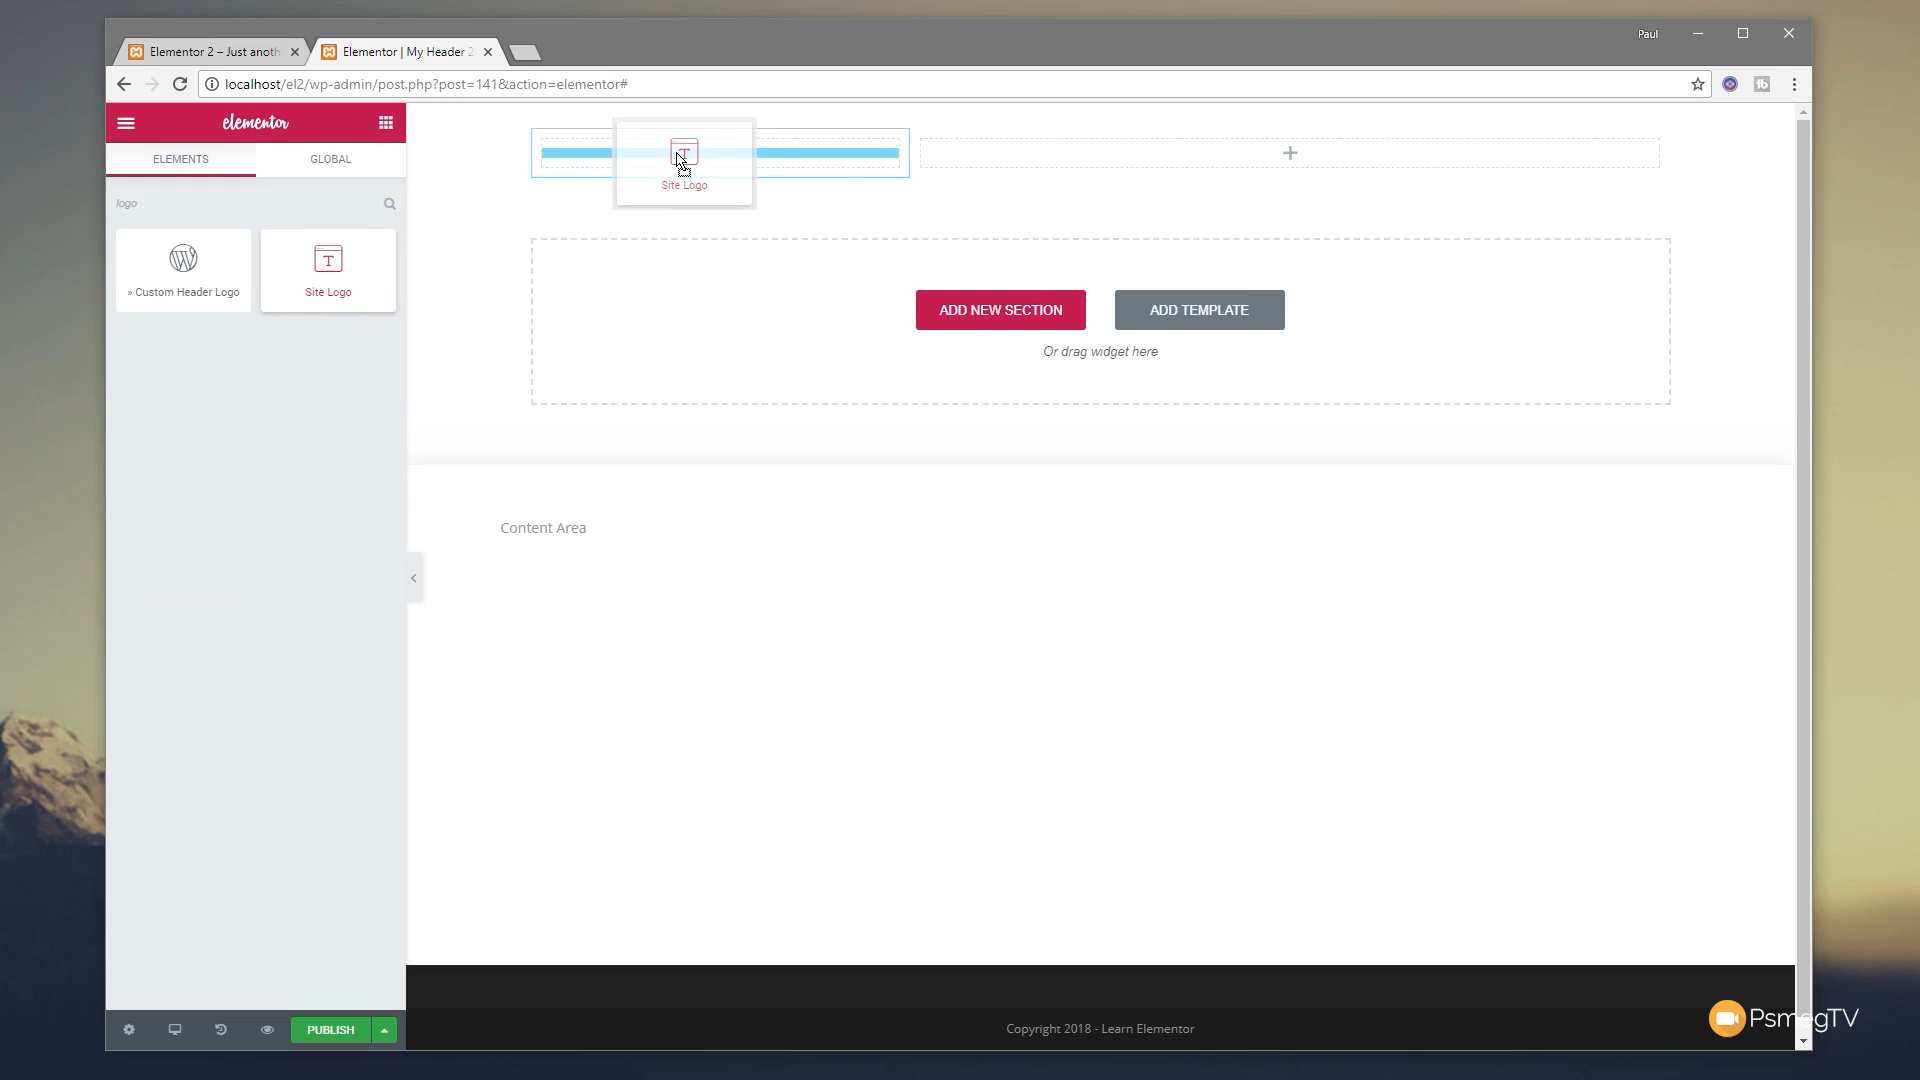 Paul
Elementor 2 – Just anoth
Elementor | My Header 2
localhost/el2/wp-admin/post.php?post=141&action=elementor#
elementor
ELEMENTS
GLOBAL
logo
» Custom Header Logo
T
Site Logo
T
Site Logo
ADD NEW SECTION
ADD TEMPLATE
Or drag widget here
Content Area
PUBLISH
Copyright 2018 - Learn Elementor
PsmegTV